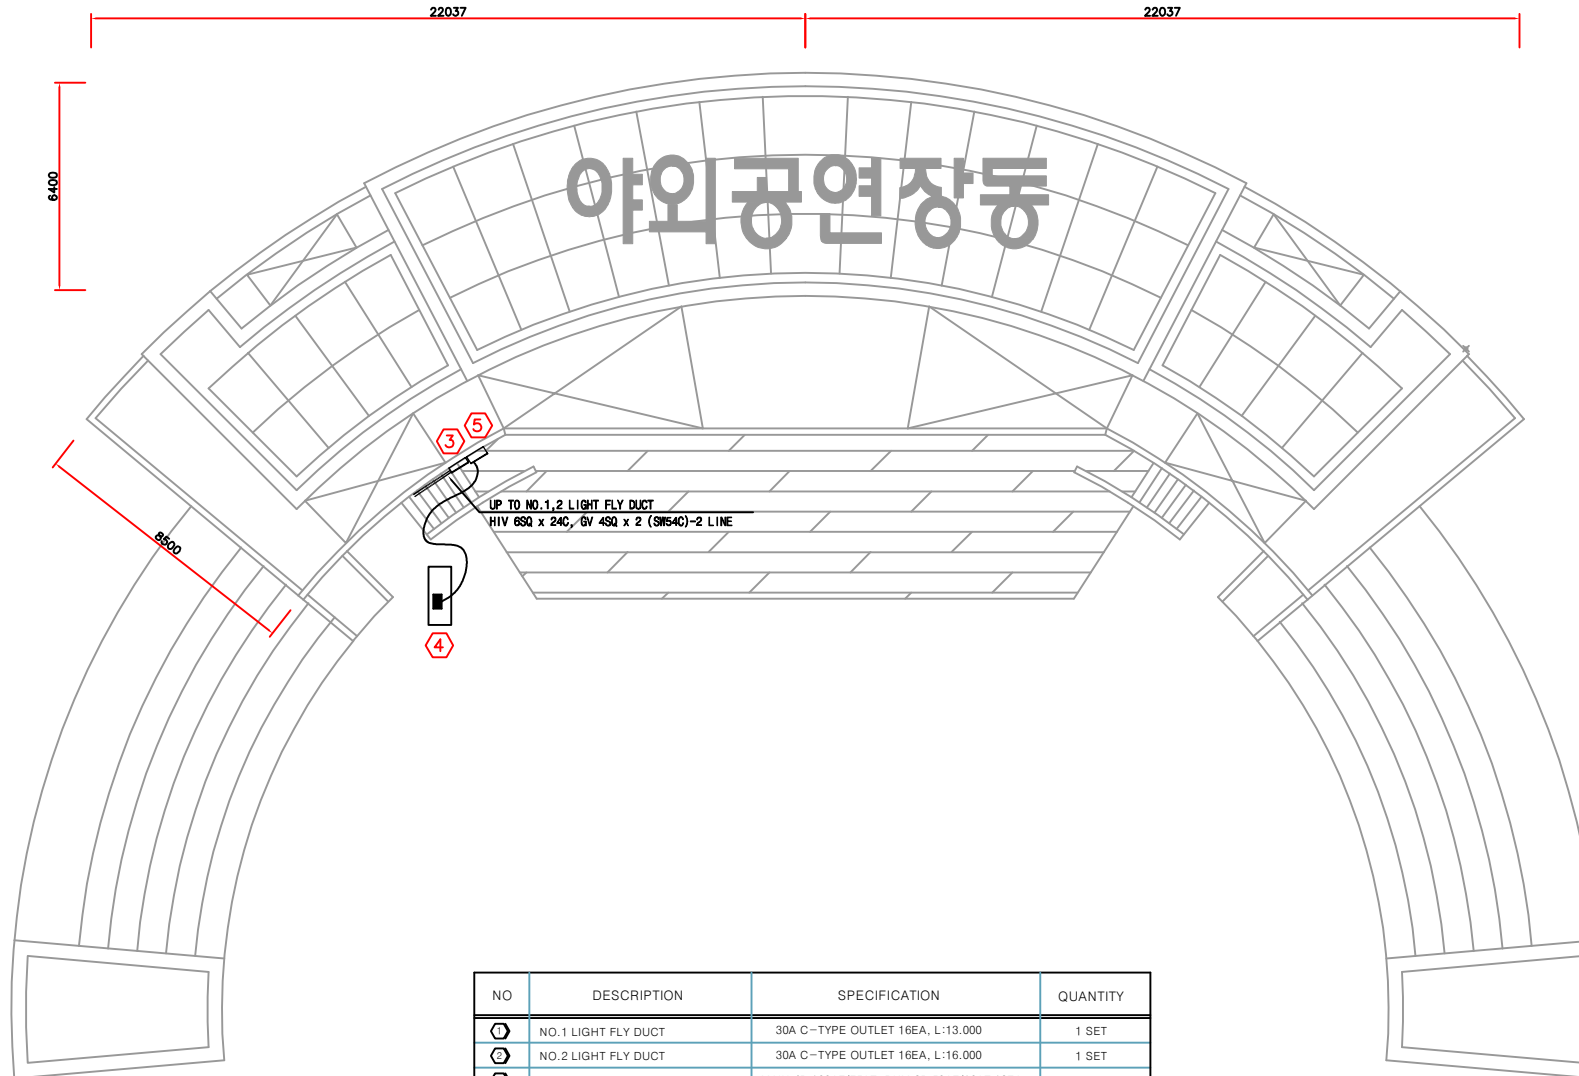 22037
22037
6400
야외공연장동
5
3
UP TO NO.1,2 LIGHT FLY DUCT
HIV 6SQ x 24C, GV 4SQ x 2 (SW54C)-2 LINE
8500
4
NO DESCRIPTION SPECIFICATION QUANTITY
1 NO.1 LIGHT FLY DUCT 30A C-TYPE OUTLET 16EA, L:13.000 1 SET
2 NO.2 LIGHT FLY DUCT 30A C-TYPE OUTLET 16EA, L:16.000 1 SET